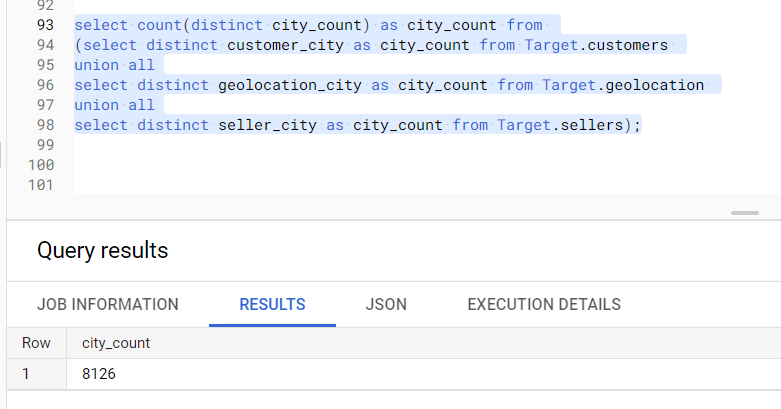 92
93 select count(distinct city_count) as city_count from
94 (select distinct customer_city as city_count from Target.customers
95 union all
96 select distinct geolocation_city as city_count from Target.geolocation
97 union all
98 select distinct seller_city as city_count from Target.sellers);
99
100
101
Query results
JOB INFORMATION RESULTS JSON EXECUTION DETAILS
Row city_count
1 8126